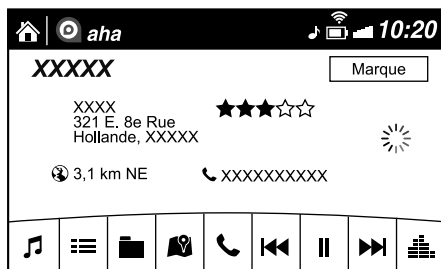 aha 10:20
XXXXX Marque
XXXX
321 E. 8e Rue
Hollande, XXXXX
3,1 km NE XXXXXXXXXX